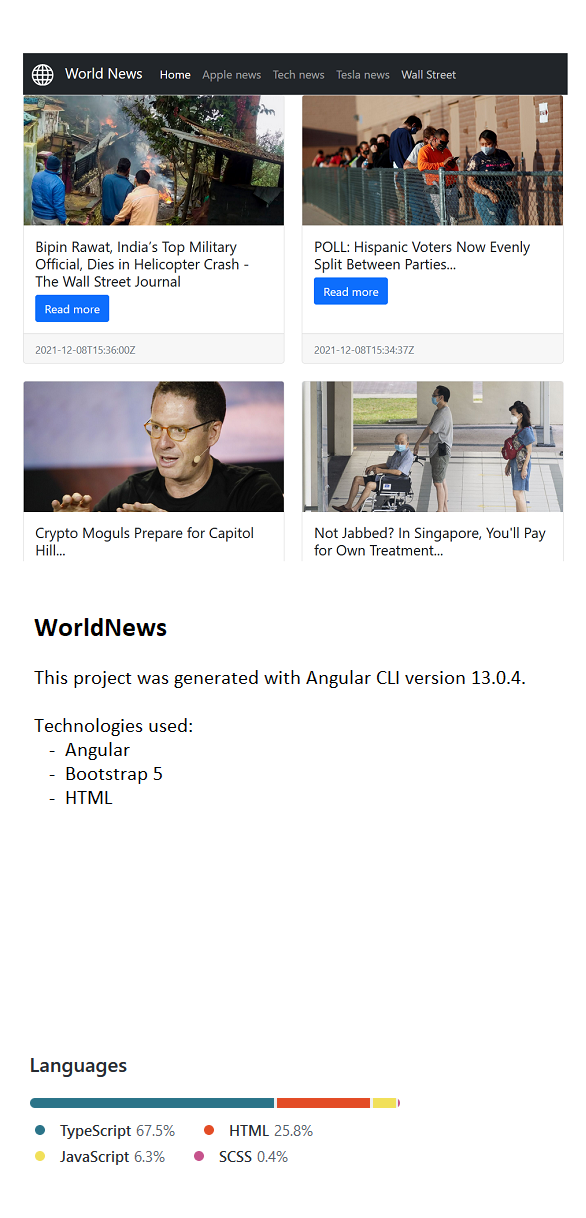 World News Home Apple news Tech news Tesla news Wall Street
Bipin Rawat, India’s Top Military
Official, Dies in Helicopter Crash -
The Wall Street Journal
Read more
2021-12-08T15:36:00Z
POLL: Hispanic Voters Now Evenly
Split Between Parties...
Read more
2021-12-08T15:34:37Z
Crypto Moguls Prepare for Capitol
Hill...
Not Jabbed? In Singapore, You'll Pay
for Own Treatment...
WorldNews
This project was generated with Angular CLI version 13.0.4.
Technologies used:
- Angular
- Bootstrap 5
- HTML
Languages
TypeScript 67.5% HTML 25.8%
JavaScript 6.3% SCSS 0.4%